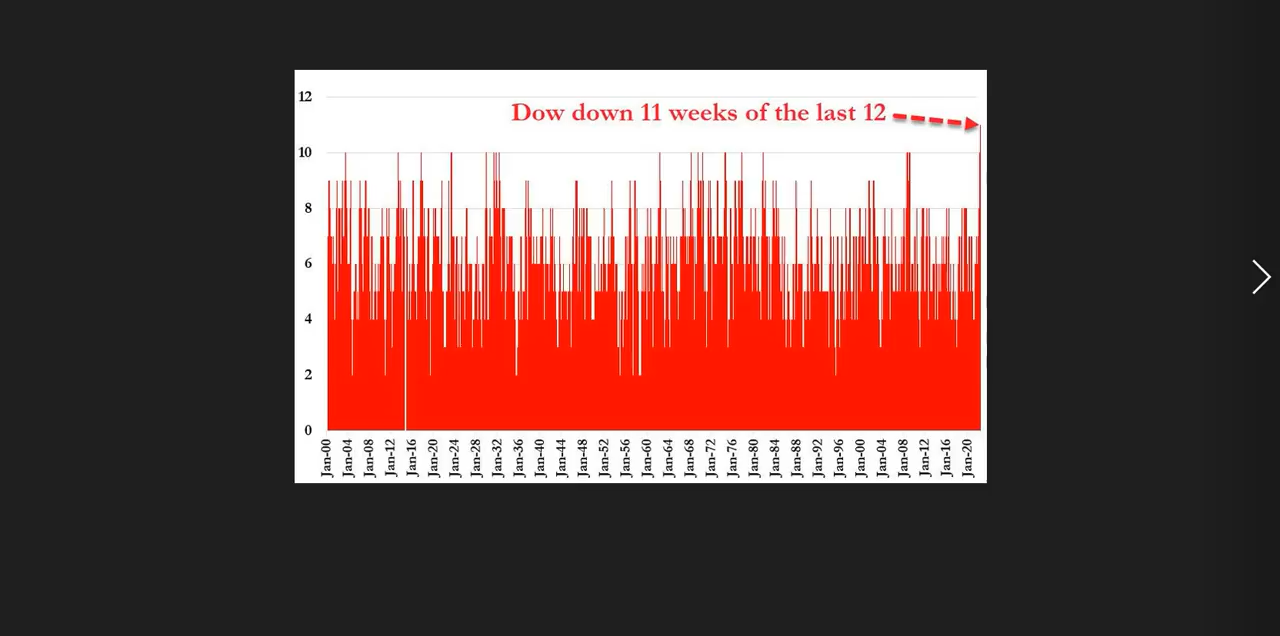 12
Dow down 11 weeks of the last 12
10
8
6
4
2
0
Jan-00
Jan-04
Jan-08
Jan-12
Jan-16
Jan-20
Jan-24
Jan-28
Jan-32
Jan-36
Jan-40
Jan-44
Jan-48
Jan-52
Jan-56
Jan-60
Jan-64
Jan-68
Jan-72
Jan-76
Jan-80
Jan-84
Jan-88
Jan-92
Jan-96
Jan-00
Jan-04
Jan-08
Jan-12
Jan-16
Jan-20